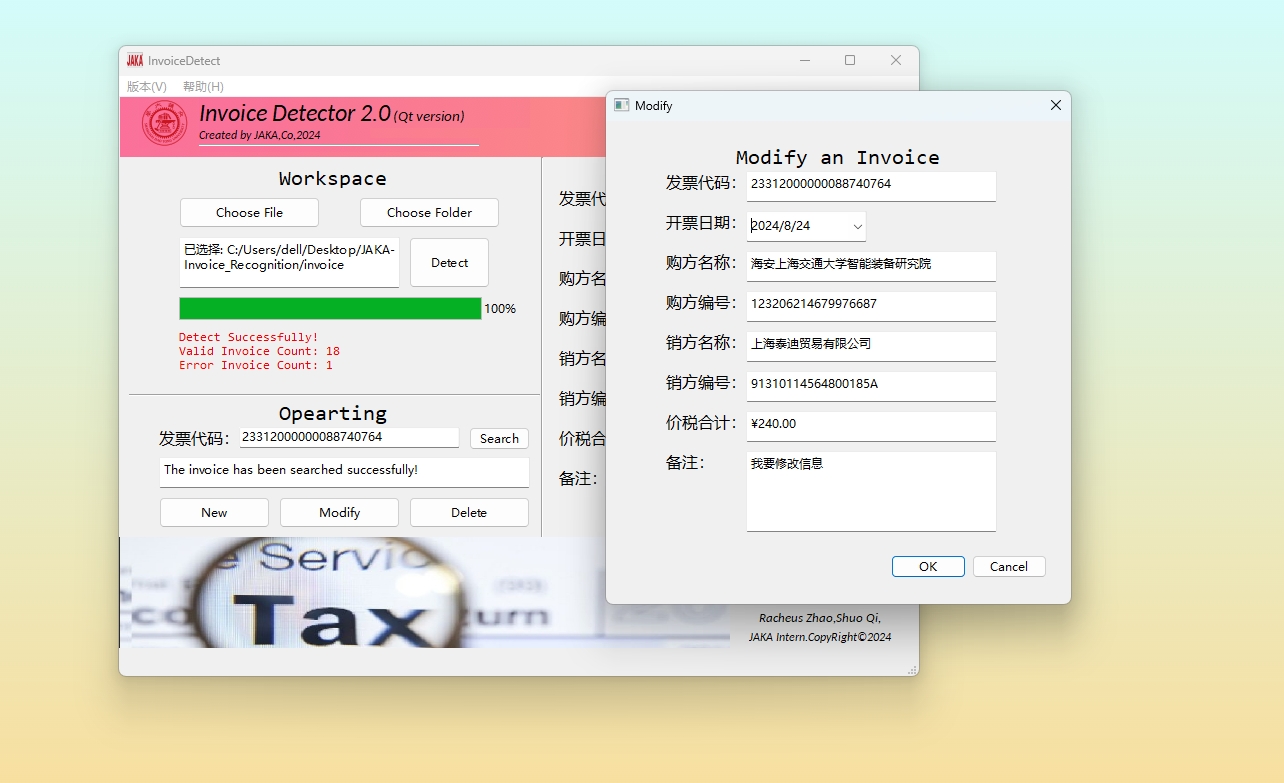 JAKA InvoiceDetect
版本(V) 帮助(H)
Invoice Detector 2.0 (Qt version)
Created by JAKA,Co,2024
Workspace
Choose File Choose Folder
已选择: C:/Users/dell/Desktop/JAKA-
Invoice_Recognition/invoice
Detect
100%
Detect Successfully!
Valid Invoice Count: 18
Error Invoice Count: 1
Opearting
发票代码: 23312000000088740764 Search
The invoice has been searched successfully!
New Modify Delete
发票代
开票日
购方名
购方编
销方名
销方编
价税合
备注:
e Servic
Tax
turn
Racheus Zhao,Shuo Qi,
JAKA Intern.CopyRight©2024
Modify
Modify an Invoice
发票代码: 23312000000088740764
开票日期: 2024/8/24
购方名称: 海安上海交通大学智能装备研究院
购方编号: 123206214679976687
销方名称: 上海泰迪贸易有限公司
销方编号: 91310114564800185A
价税合计: ¥240.00
备注: 我要修改信息
OK Cancel